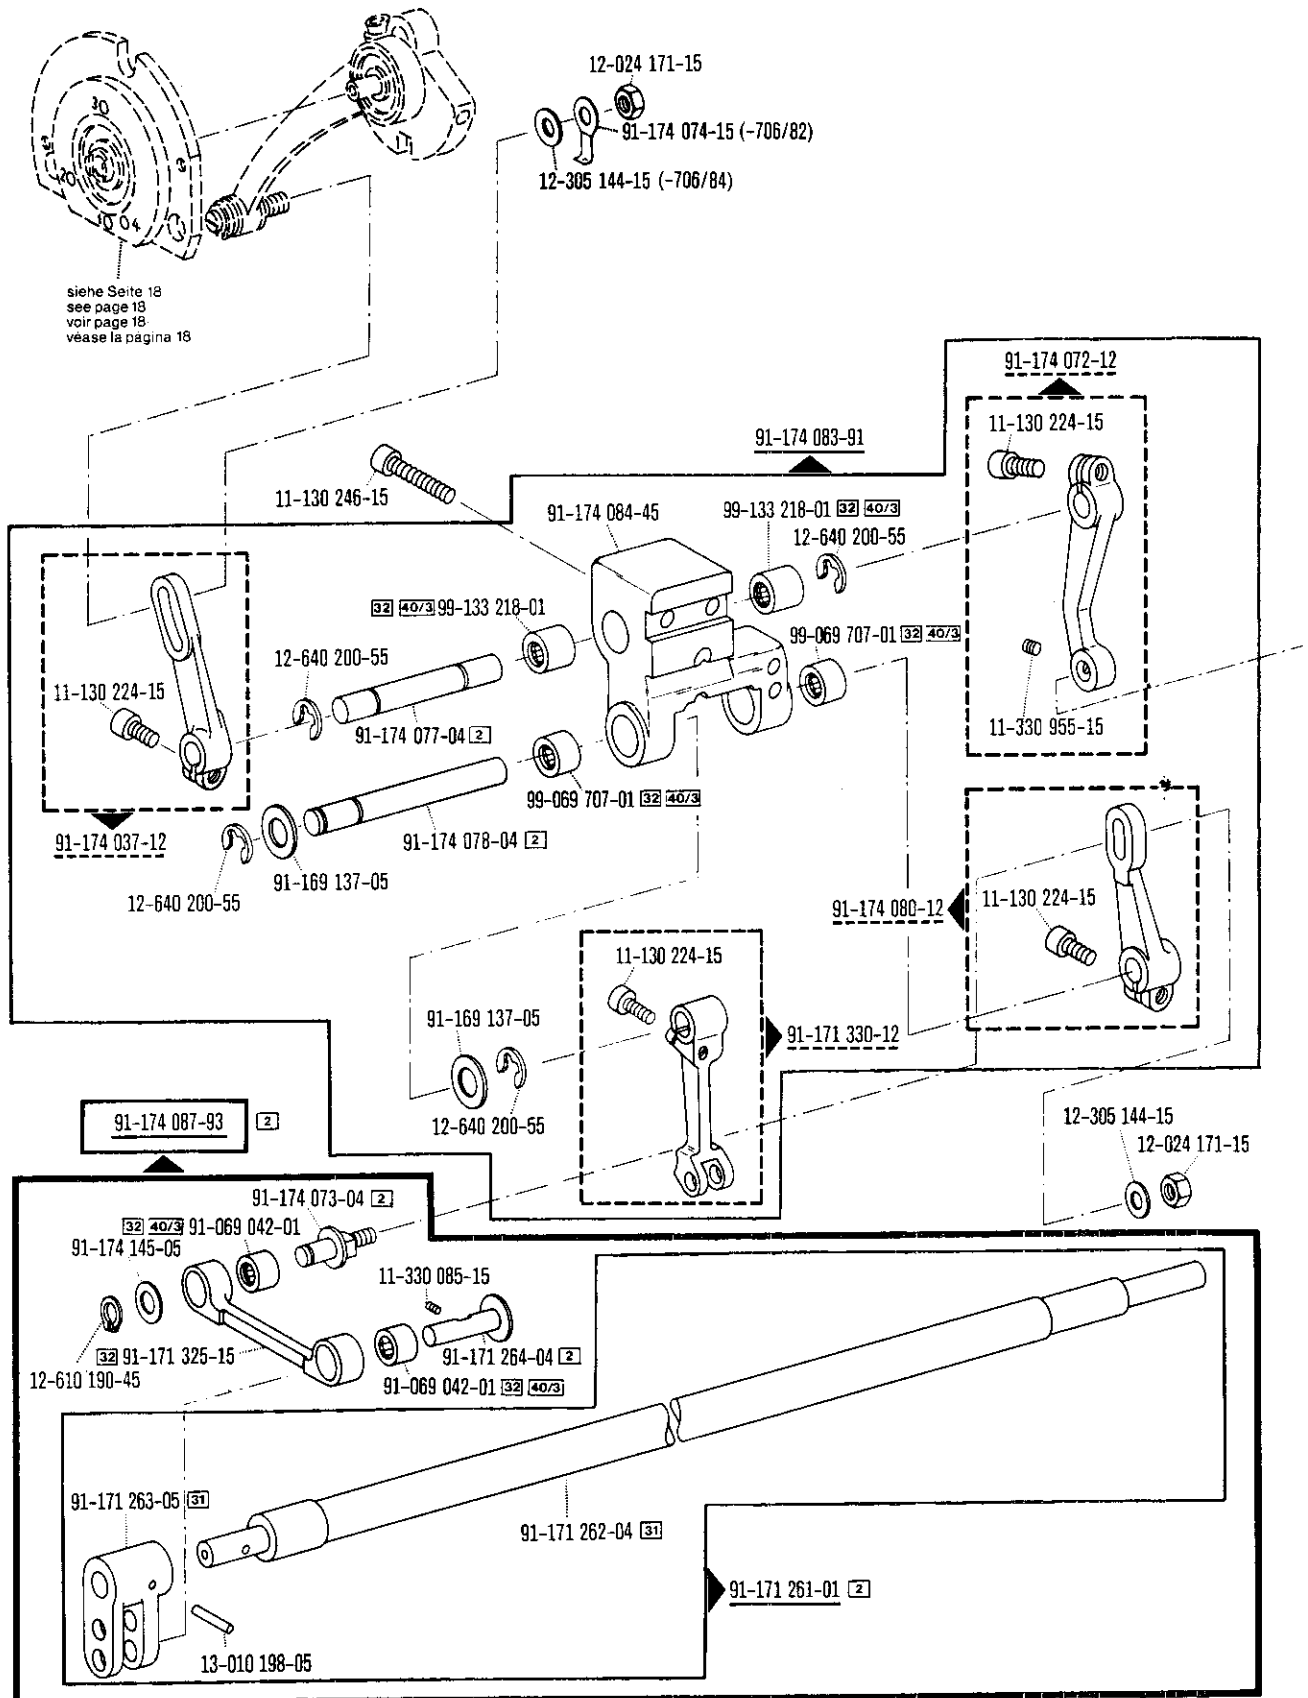 12-024 171-15
91-174 074-15 (-706/82)
12-305 144-15 (-706/84)
3
2
1
4
siehe Seite 18
see page 18
voir page 18
véase la página 18
91-174 072-12
11-130 224-15
91-174 083-91
11-130 246-15
91-174 084-45
99-133 218-01 32 40/3
12-640 200-55
32 40/3 99-133 218-01
99-069 707-01 32 40/3
12-640 200-55
11-130 224-15
91-174 077-04 2
11-330 955-15
99-069 707-01 32 40/3
91-174 037-12
91-174 078-04 2
91-169 137-05
12-640 200-55
91-174 080-12
11-130 224-15
11-130 224-15
91-169 137-05
91-171 330-12
12-640 200-55
91-174 087-93 2
12-305 144-15
12-024 171-15
91-174 073-04 2
32 40/3 91-069 042-01
91-174 145-05
11-330 085-15
32 91-171 325-15
91-171 264-04 2
12-610 190-45
91-069 042-01 32 40/3
91-171 263-05 31
91-171 262-04 31
91-171 261-01 2
13-010 198-05